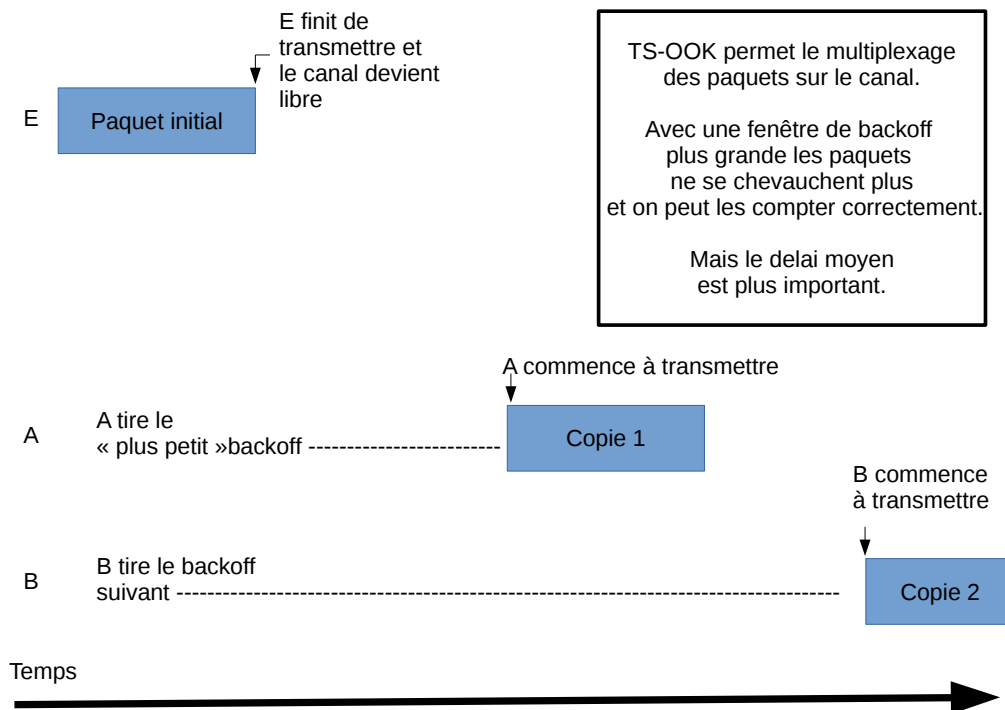 E finit de
transmettre et
le canal devient
libre
E
Paquet initial
TS-OOK permet le multiplexage
des paquets sur le canal.
Avec une fenêtre de backoff
plus grande les paquets
ne se chevauchent plus
et on peut les compter correctement.
Mais le delai moyen
est plus important.
A commence à transmettre
A
A tire le
« plus petit »backoff
Copie 1
B commence
à transmettre
B
B tire le backoff
suivant
Copie 2
Temps